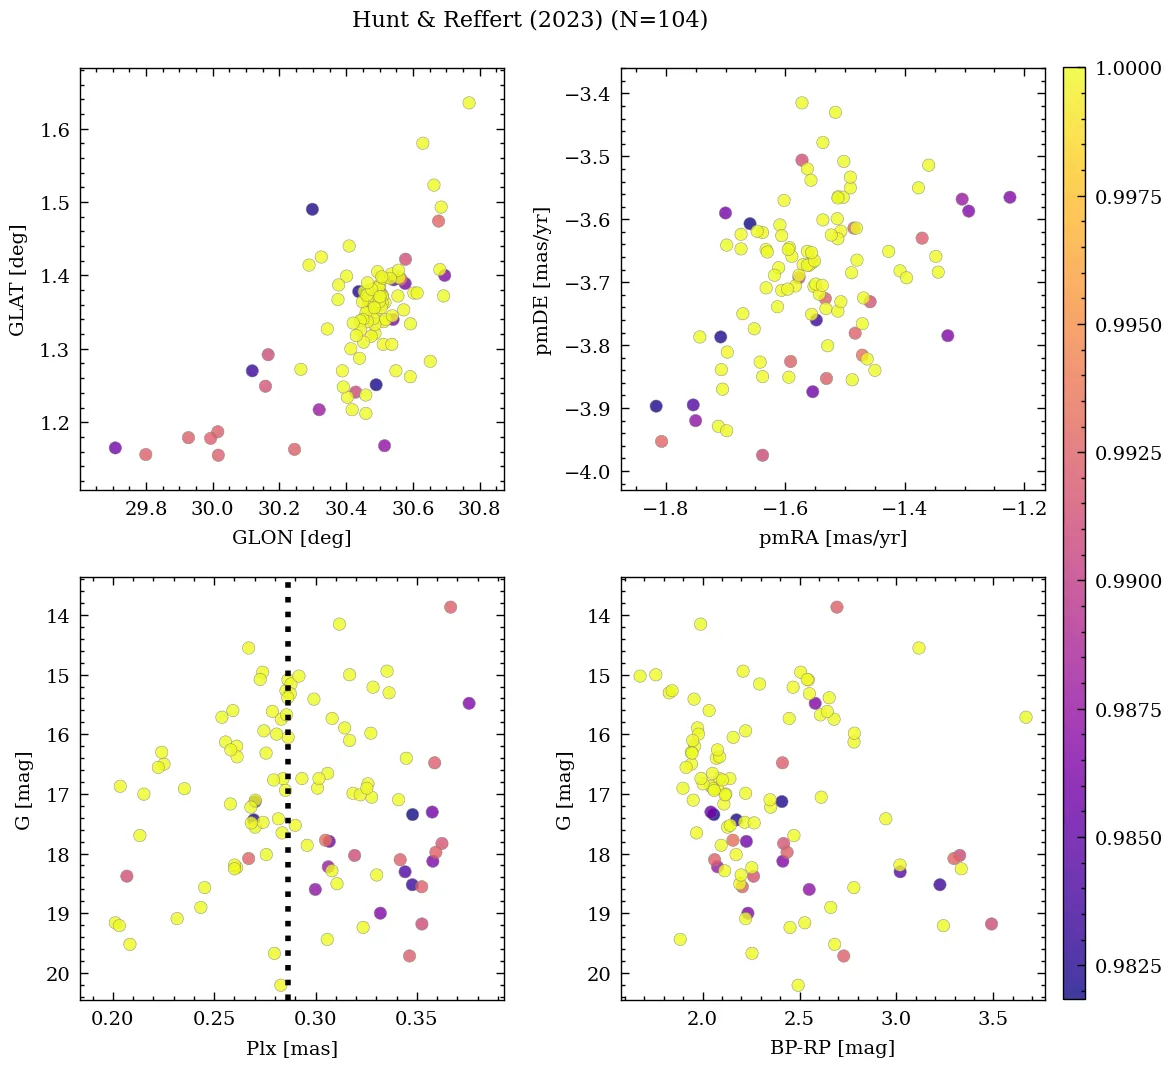 Hunt & Reffert (2023) (N=104)
1.6
1.5
1.4
1.3
1.2
GLAT [deg]
29.8 30.0 30.2 30.4 30.6 30.8
GLON [deg]
−3.4
−3.5
−3.6
−3.7
−3.8
−3.9
−4.0
pmDE [mas/yr]
−1.8 −1.6 −1.4 −1.2
pmRA [mas/yr]
1.0000
0.9975
0.9950
0.9925
0.9900
0.9875
0.9850
0.9825
14
15
16
17
18
19
20
G [mag]
0.20 0.25 0.30 0.35
Plx [mas]
14
15
16
17
18
19
20
G [mag]
2.0 2.5 3.0 3.5
BP-RP [mag]